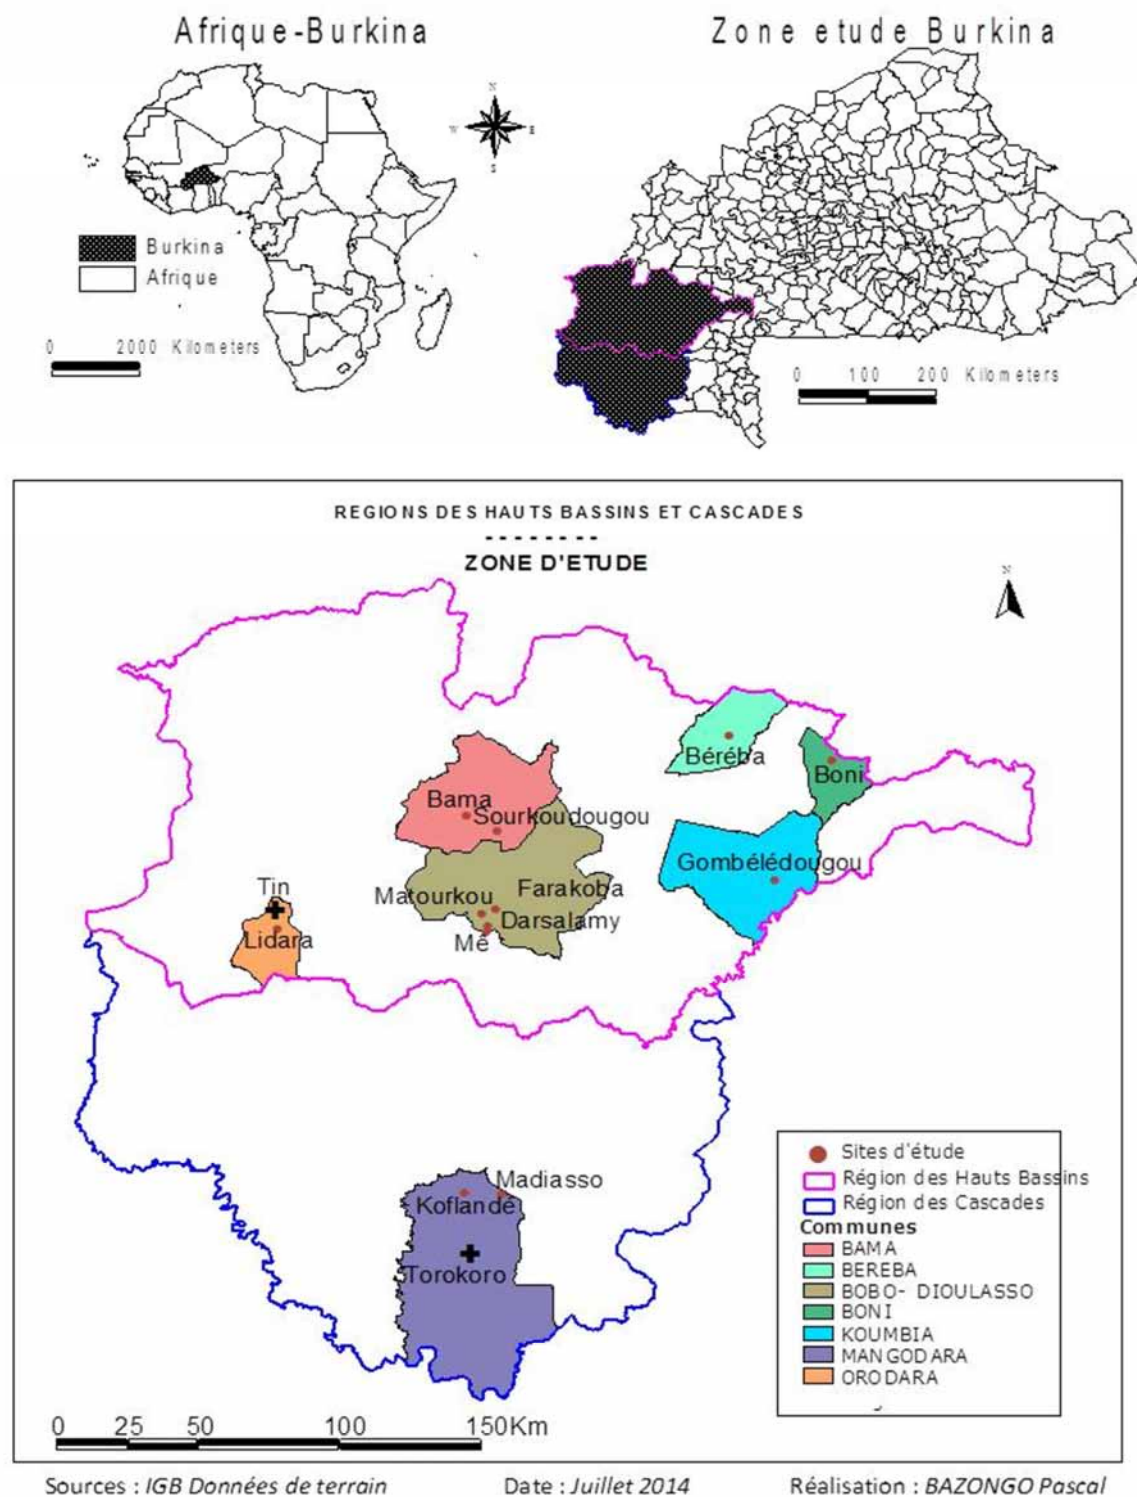 Afrique-Burkina
Zone etude Burkina
N
W E
S
Burkina
Afrique
0 2000 Kilometers
0 100 200 Kilometers
REGIONS DES HAUTS BASSINS ET CASCADES
--------
ZONE D'ETUDE
N
Béréba
Boni
Bama
Sourkoudougou
Gombélédougou
Tin
Matourkou
Farakoba
Darsalamy
Lidara
Mé
Madiasso
Koflandé
Torokoro
Sites d'étude
Région des Hauts Bassins
Région des Cascades
Communes
BAMA
BEREBA
BOBO- DIOULASSO
BONI
KOUMBIA
MANGODARA
ORODARA
0 25 50 100 150Km
Sources : IGB Données de terrain Date : Juillet 2014 Réalisation : BAZONGO Pascal